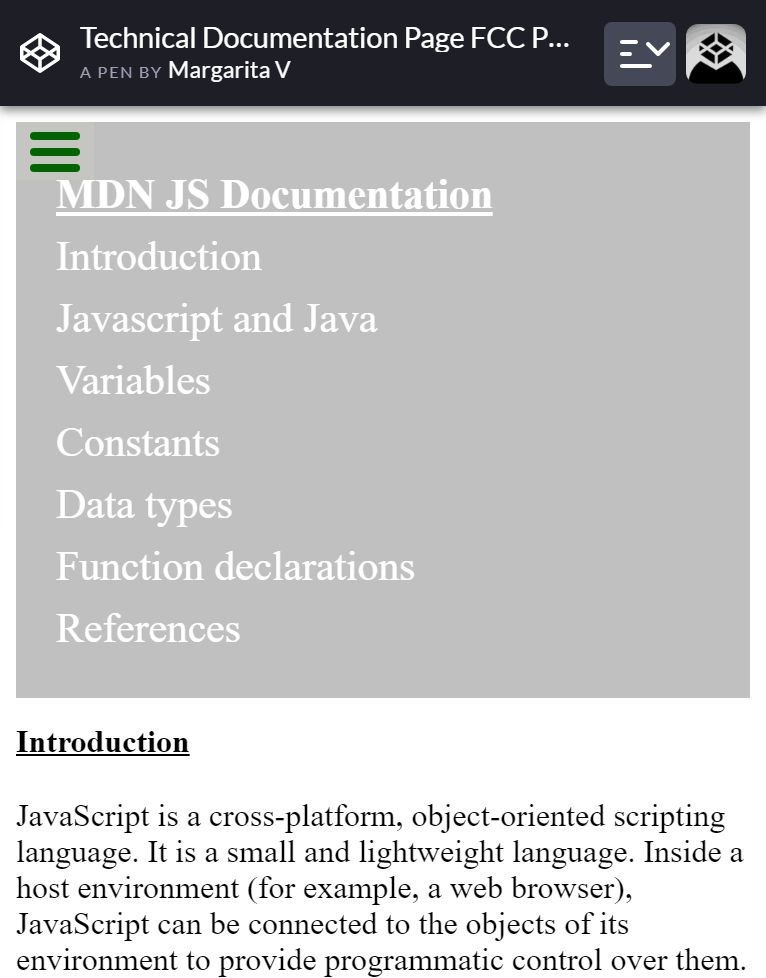 Technical Documentation Page FCC P...
A PEN BY Margarita V
MDN JS Documentation
Introduction
Javascript and Java
Variables
Constants
Data types
Function declarations
References
Introduction
JavaScript is a cross-platform, object-oriented scripting
language. It is a small and lightweight language. Inside a
host environment (for example, a web browser),
JavaScript can be connected to the objects of its
environment to provide programmatic control over them.